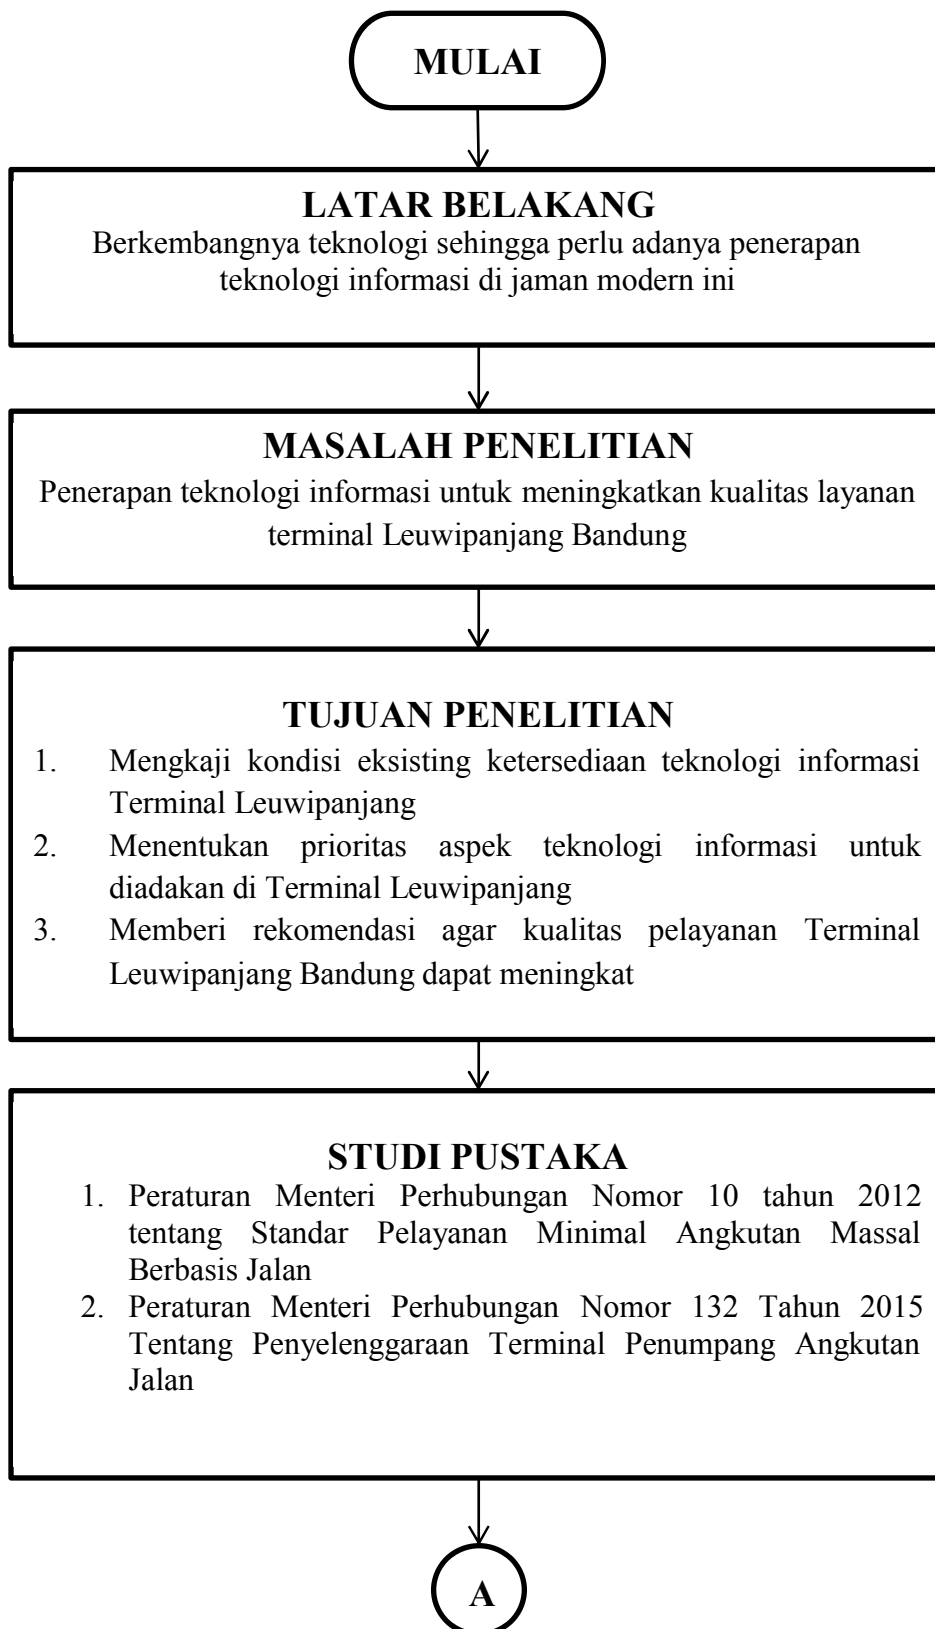 MULAI
LATAR BELAKANG
Berkembangnya teknologi sehingga perlu adanya penerapan
teknologi informasi di jaman modern ini
MASALAH PENELITIAN
Penerapan teknologi informasi untuk meningkatkan kualitas layanan
terminal Leuwipanjang Bandung
TUJUAN PENELITIAN
1. Mengkaji kondisi eksisting ketersediaan teknologi informasi
Terminal Leuwipanjang
2. Menentukan prioritas aspek teknologi informasi untuk
diadakan di Terminal Leuwipanjang
3. Memberi rekomendasi agar kualitas pelayanan Terminal
Leuwipanjang Bandung dapat meningkat
STUDI PUSTAKA
1. Peraturan Menteri Perhubungan Nomor 10 tahun 2012
tentang Standar Pelayanan Minimal Angkutan Massal
Berbasis Jalan
2. Peraturan Menteri Perhubungan Nomor 132 Tahun 2015
Tentang Penyelenggaraan Terminal Penumpang Angkutan
Jalan
A